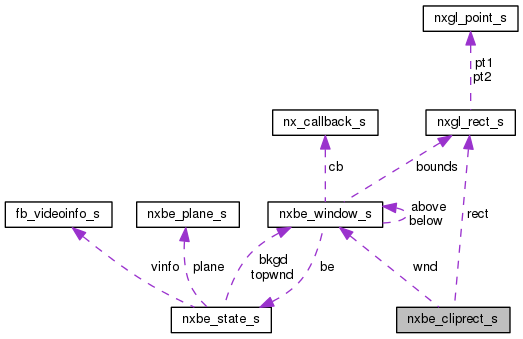 nxgl_point_s
pt1
pt2
nx_callback_s
nxgl_rect_s
cb
bounds
fb_videoinfo_s
nxbe_plane_s
nxbe_window_s
above
below
rect
vinfo
plane
bkgd
topwnd
be
wnd
nxbe_state_s
nxbe_cliprect_s